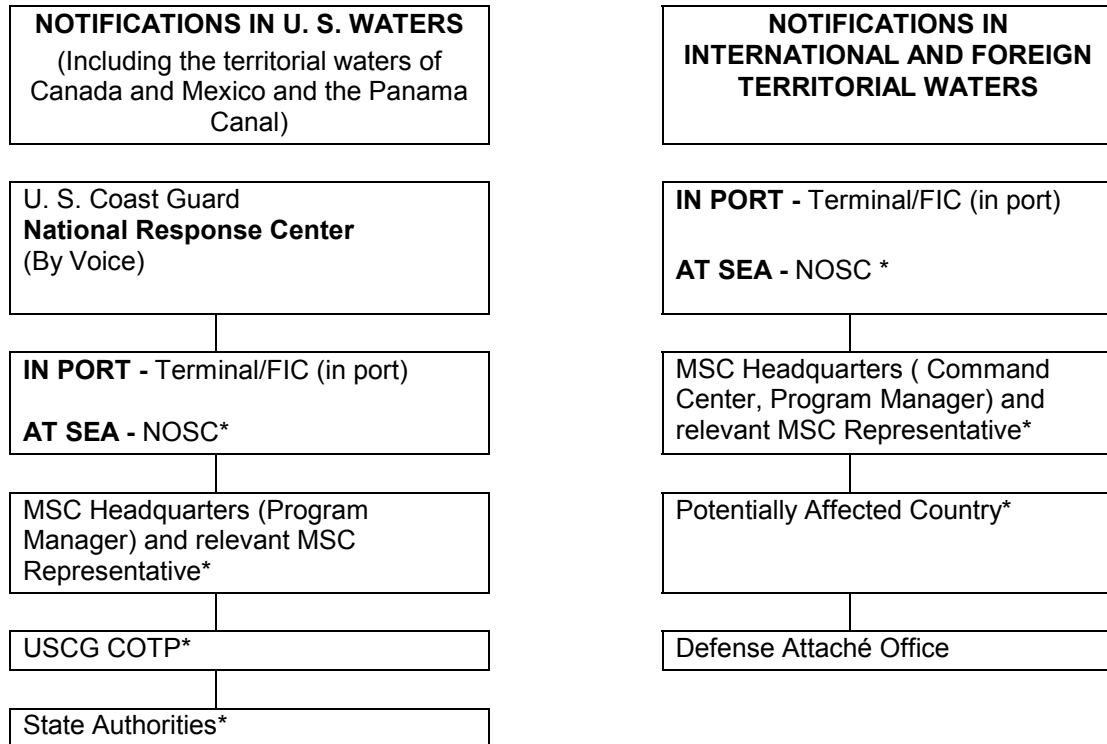 NOTIFICATIONS IN U. S. WATERS
(Including the territorial waters of
Canada and Mexico and the Panama
Canal)
U. S. Coast Guard
National Response Center
(By Voice)
IN PORT - Terminal/FIC (in port)
AT SEA - NOSC*
MSC Headquarters (Program
Manager) and relevant MSC
Representative*
USCG COTP*
State Authorities*
NOTIFICATIONS IN
INTERNATIONAL AND FOREIGN
TERRITORIAL WATERS
IN PORT - Terminal/FIC (in port)
AT SEA - NOSC *
MSC Headquarters ( Command
Center, Program Manager) and
relevant MSC Representative*
Potentially Affected Country*
Defense Attaché Office